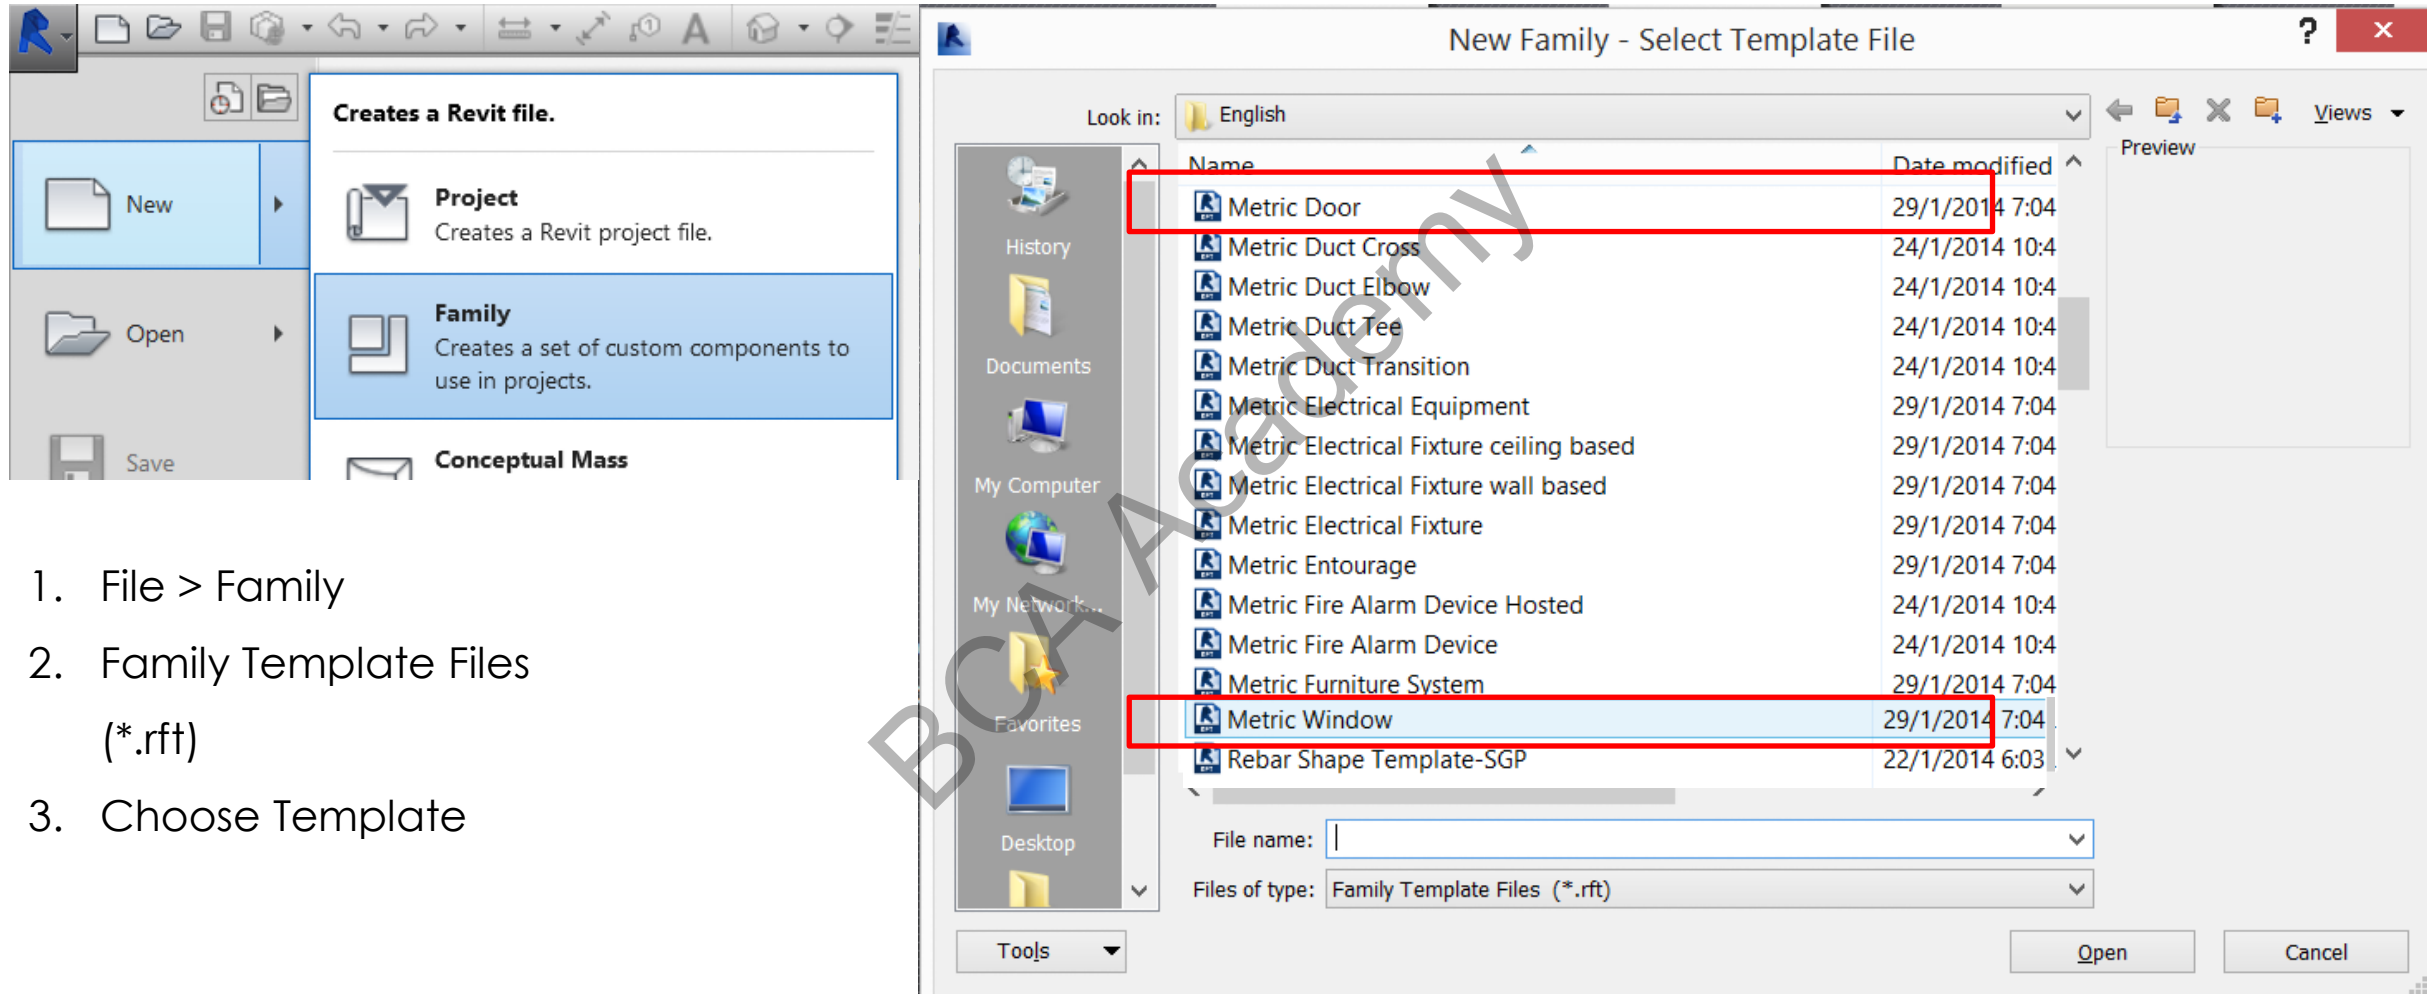 Creates a Revit file.
New
Project
Creates a Revit project file.
Family
Creates a set of custom components to
use in projects.
Open
Save
Conceptual Mass
1. File > Family
2. Family Template Files
(*.rft)
3. Choose Template
New Family - Select Template File
?
x
Look in:
English
Views
Preview
Name
Date modified
Metric Door 29/1/2014 7:04
Metric Duct Cross 24/1/2014 10:4
Metric Duct Elbow 24/1/2014 10:4
Metric Duct Tee 24/1/2014 10:4
Metric Duct Transition 24/1/2014 10:4
Metric Electrical Equipment 29/1/2014 7:04
Metric Electrical Fixture ceiling based 29/1/2014 7:04
Metric Electrical Fixture wall based 29/1/2014 7:04
Metric Electrical Fixture 29/1/2014 7:04
Metric Entourage 29/1/2014 7:04
Metric Fire Alarm Device Hosted 24/1/2014 10:4
Metric Fire Alarm Device 24/1/2014 10:4
Metric Furniture System 29/1/2014 7:04
Metric Window 29/1/2014 7:04
Rebar Shape Template-SGP 22/1/2014 6:03
History
Documents
My Computer
My Network...
Favorites
Desktop
File name:
Files of type: Family Template Files (*.rft)
Tools
Open
Cancel
BCA Academy